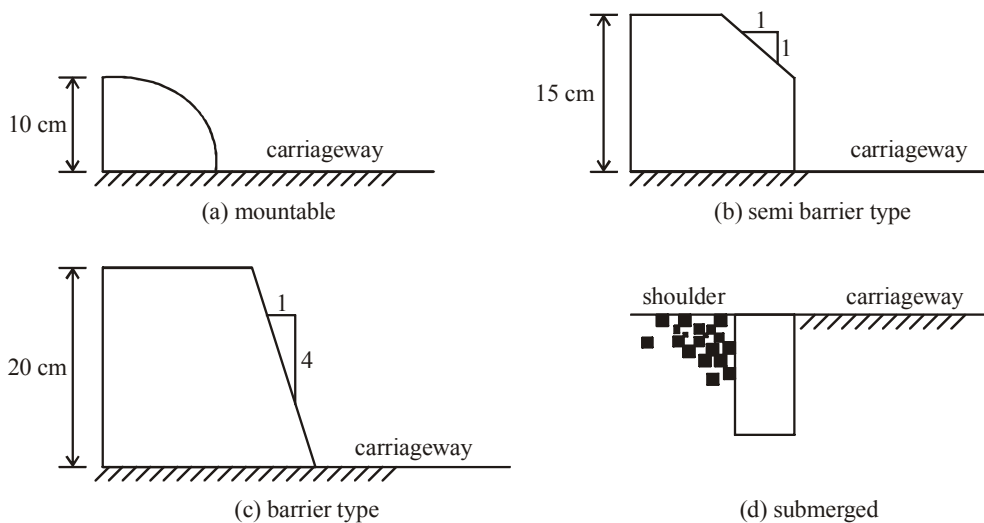 10 cm
carriageway
(a) mountable
1
1
15 cm
carriageway
(b) semi barrier type
1
4
20 cm
carriageway
(c) barrier type
shoulder
carriageway
(d) submerged